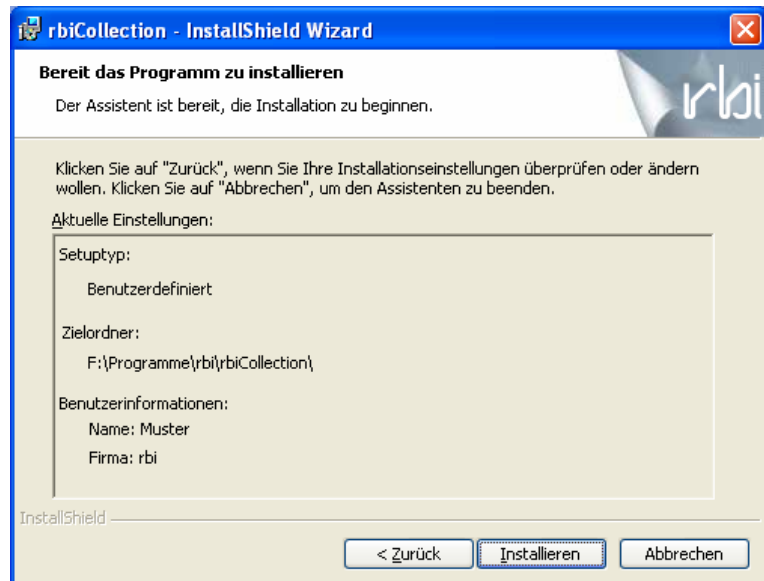 rbiCollection - InstallShield Wizard
Bereit das Programm zu installieren
Der Assistent ist bereit, die Installation zu beginnen.
rbi
Klicken Sie auf "Zurück", wenn Sie Ihre Installationseinstellungen überprüfen oder ändern
wollen. Klicken Sie auf "Abbrechen", um den Assistenten zu beenden.
Aktuelle Einstellungen:
Setuptyp:
Benutzerdefiniert
Zielordner:
F:\Programme\rbi\rbiCollection\
Benutzerinformationen:
Name: Muster
Firma: rbi
InstallShield
< Zurück Installieren Abbrechen